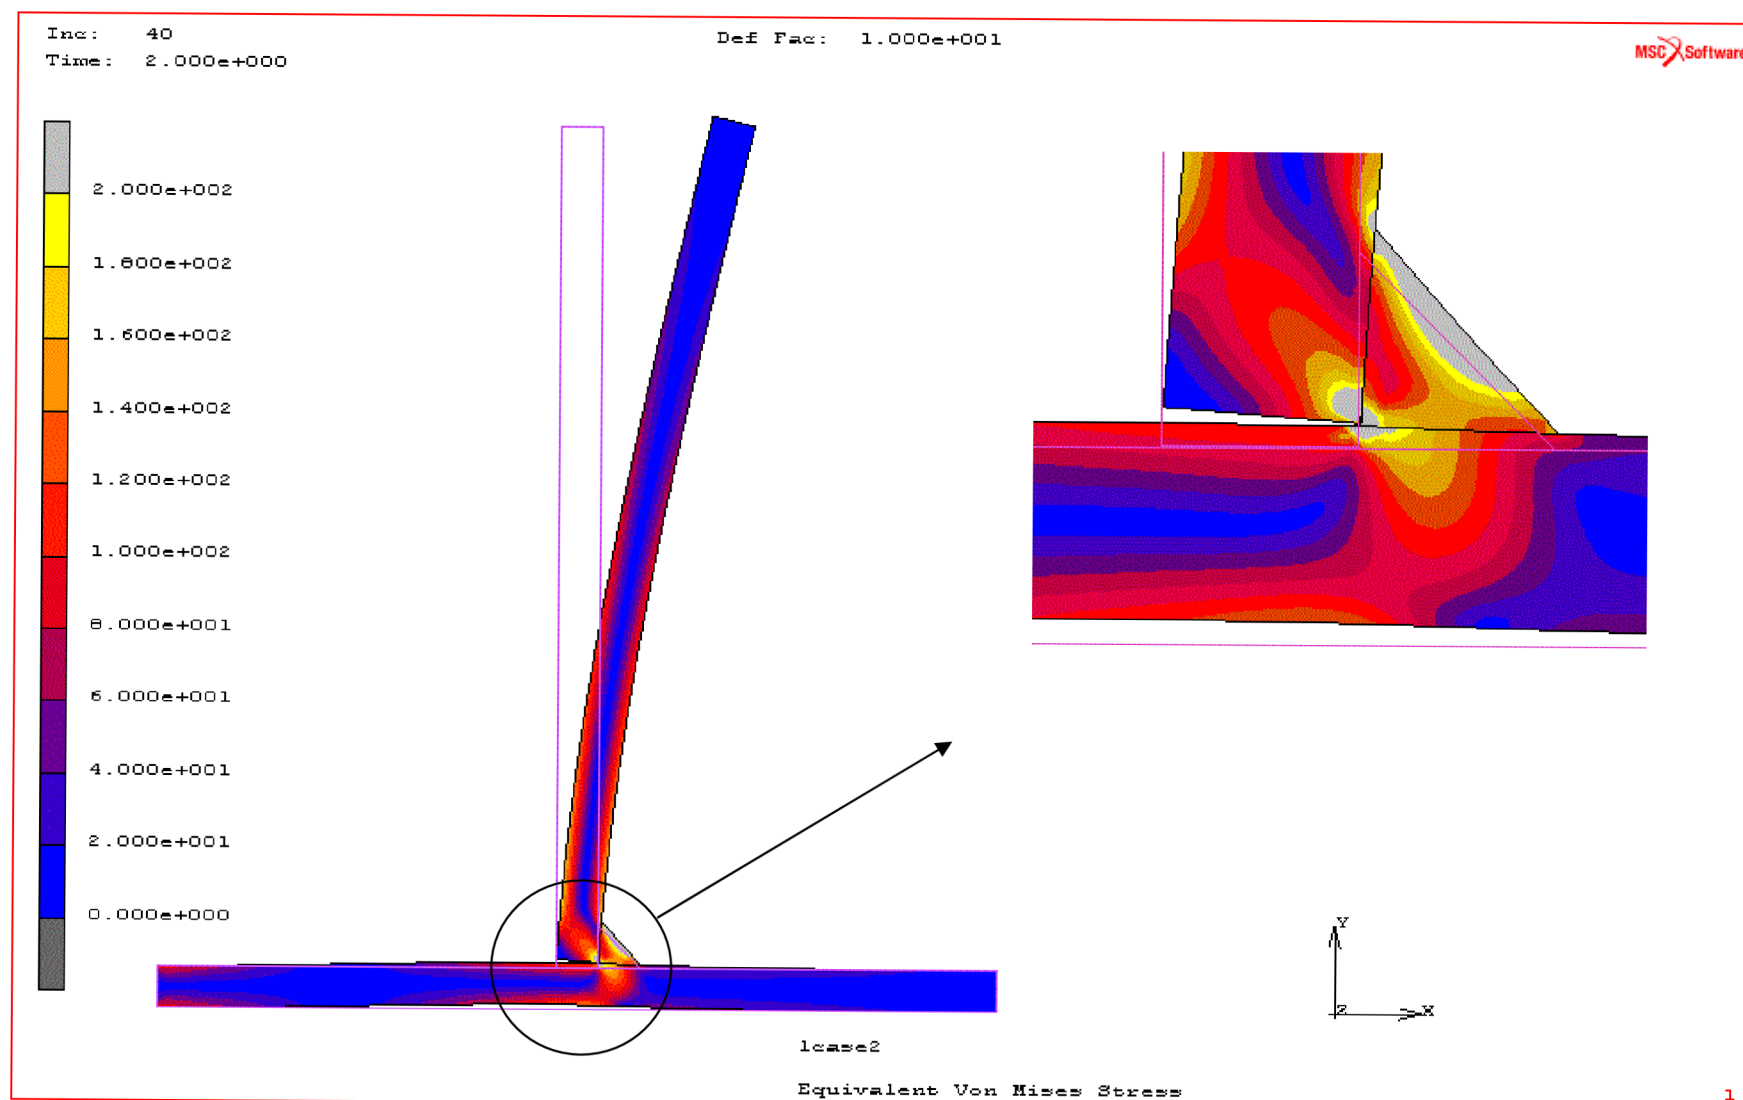 Inc: 40
Time: 2.000e+000
Def Fac: 1.000e+001
MSC Software
2.000e+002
1.800e+002
1.600e+002
1.400e+002
1.200e+002
1.000e+002
8.000e+001
6.000e+001
4.000e+001
2.000e+001
0.000e+000
Y
Z X
lcase2
Equivalent Von Mises Stress
1